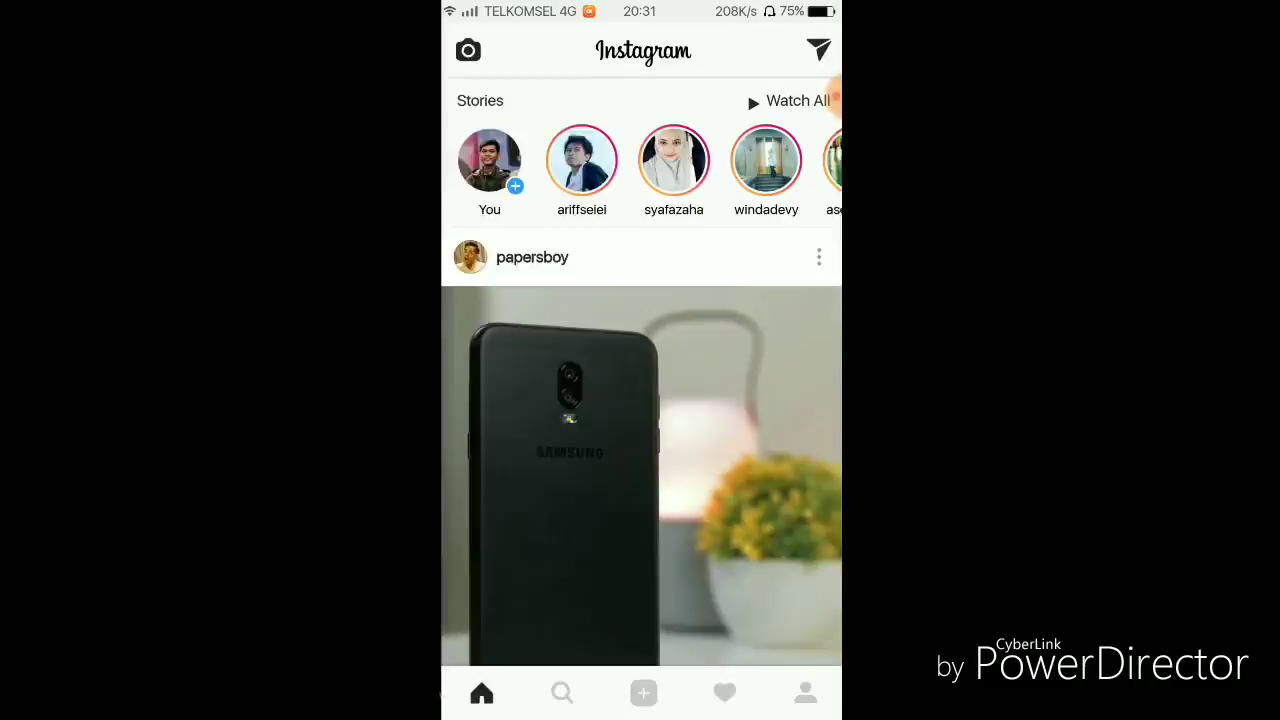 TELKOMSEL 4G 20:31 208K/s 75%
Instagram
Stories Watch All
You ariffseiei syafazaha windadevy ase
papersboy
SAMSUNG
CyberLink
by PowerDirector